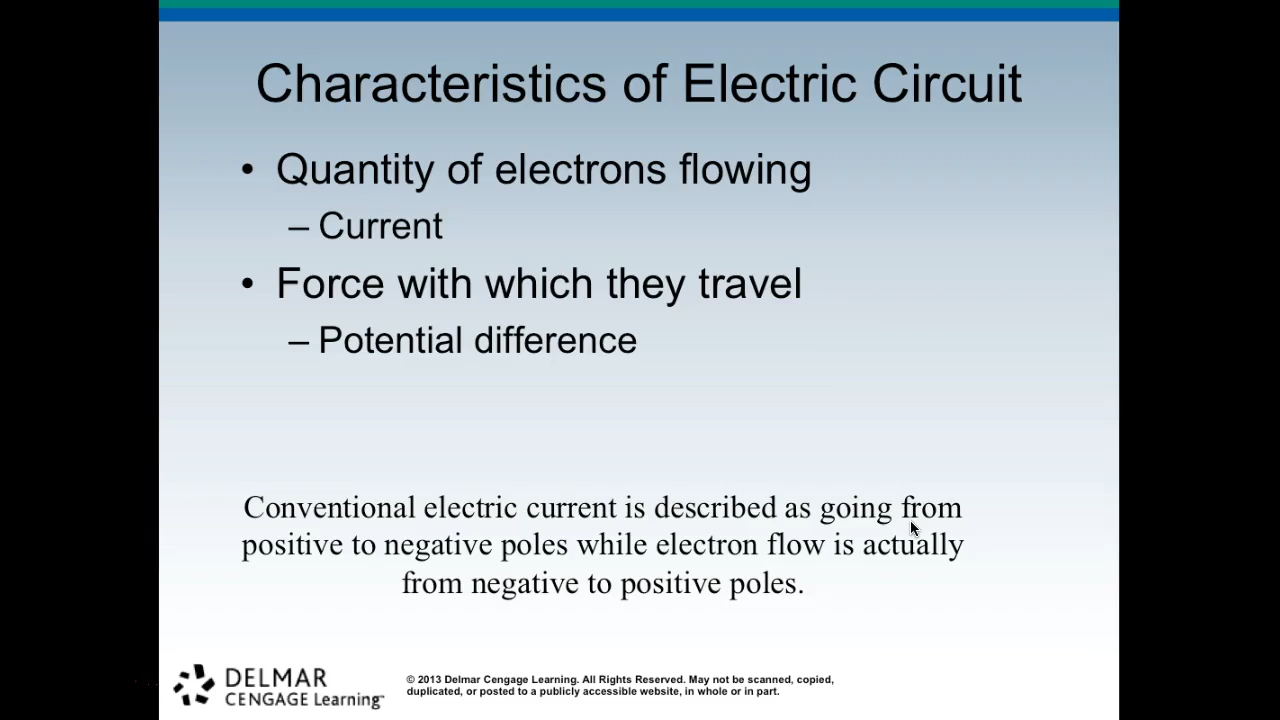 Characteristics of Electric Circuit
• Quantity of electrons flowing
– Current
• Force with which they travel
– Potential difference
Conventional electric current is described as going from
positive to negative poles while electron flow is actually
from negative to positive poles.
DELMAR
CENGAGE Learning™
© 2013 Delmar Cengage Learning. All Rights Reserved. May not be scanned, copied,
duplicated, or posted to a publicly accessible website, in whole or in part.